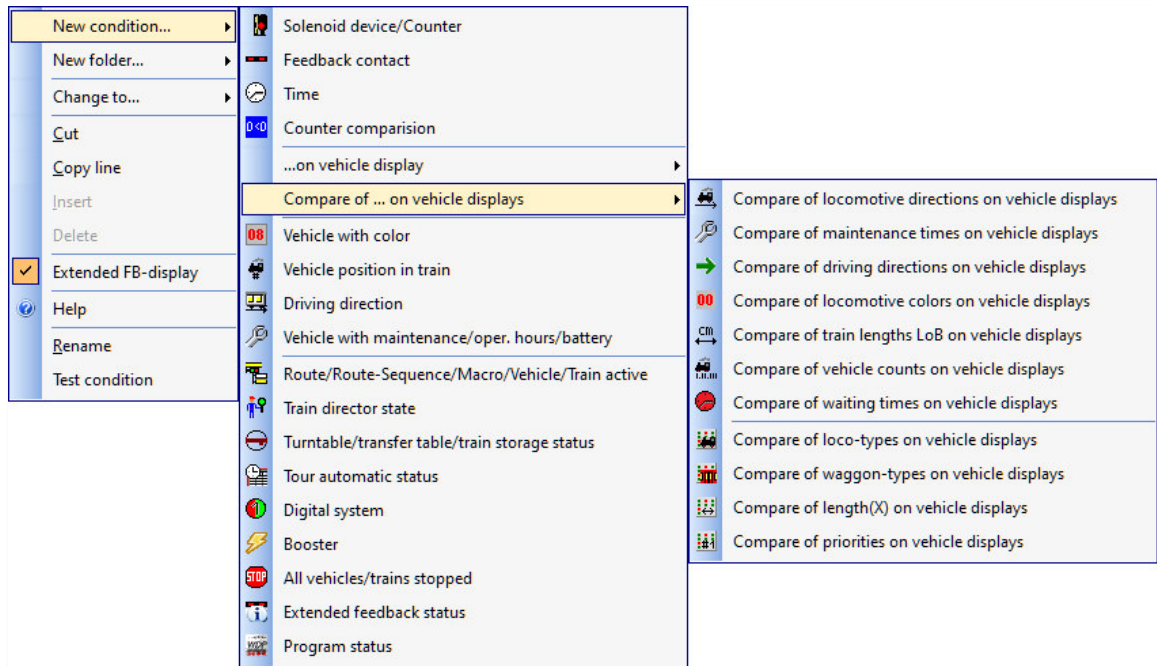 New condition...
New folder...
Change to...
Cut
Copy line
Insert
Delete
Extended FB-display
Help
Rename
Test condition
Solenoid device/Counter
Feedback contact
Time
0<0 Counter comparision
...on vehicle display
Compare of ... on vehicle displays
08 Vehicle with color
Vehicle position in train
Driving direction
Vehicle with maintenance/oper. hours/battery
Route/Route-Sequence/Macro/Vehicle/Train active
Train director state
Turntable/transfer table/train storage status
Tour automatic status
Digital system
Booster
STOP All vehicles/trains stopped
Extended feedback status
WDP Program status
Compare of locomotive directions on vehicle displays
Compare of maintenance times on vehicle displays
Compare of driving directions on vehicle displays
00 Compare of locomotive colors on vehicle displays
cm Compare of train lengths LoB on vehicle displays
Compare of vehicle counts on vehicle displays
Compare of waiting times on vehicle displays
Compare of loco-types on vehicle displays
Compare of waggon-types on vehicle displays
Compare of length(X) on vehicle displays
#1 Compare of priorities on vehicle displays